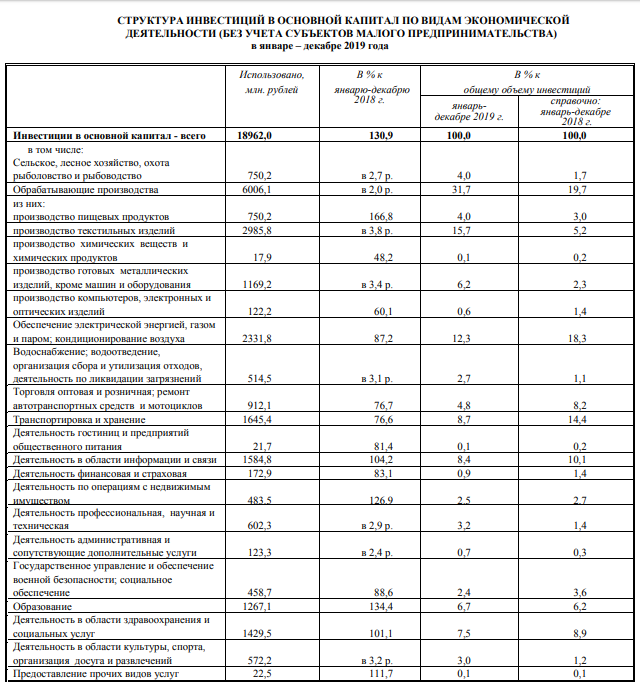 СТРУКТУРА ИНВЕСТИЦИЙ В ОСНОВНОЙ КАПИТАЛ ПО ВИДАМ ЭКОНОМИЧЕСКОЙ
ДЕЯТЕЛЬНОСТИ (БЕЗ УЧЕТА СУБЪЕКТОВ МАЛОГО ПРЕДПРИНИМАТЕЛЬСТВА)
в январе – декабре 2019 года
Использовано, млн. рублей
В % к январю-декабрю 2018 г.
В % к общему объему инвестиций
январь-декабре 2019 г.
справочно: январь-декабре 2018 г.
Инвестиции в основной капитал - всего 18962,0 130,9 100,0 100,0
в том числе:
Сельское, лесное хозяйство, охота
рыболовство и рыбоводство 750,2 в 2,7 р. 4,0 1,7
Обрабатывающие производства 6006,1 в 2,0 р. 31,7 19,7
из них:
производство пищевых продуктов 750,2 166,8 4,0 3,0
производство текстильных изделий 2985,8 в 3,8 р. 15,7 5,2
производство химических веществ и
химических продуктов 17,9 48,2 0,1 0,2
производство готовых металлических
изделий, кроме машин и оборудования 1169,2 в 3,4 р. 6,2 2,3
производство компьютеров, электронных и
оптических изделий 122,2 60,1 0,6 1,4
Обеспечение электрической энергией, газом
и паром; кондиционирование воздуха 2331,8 87,2 12,3 18,3
Водоснабжение; водоотведение,
организация сбора и утилизация отходов,
деятельность по ликвидации загрязнений 514,5 в 3,1 р. 2,7 1,1
Торговля оптовая и розничная; ремонт
автотранспортных средств и мотоциклов 912,1 76,7 4,8 8,2
Транспортировка и хранение 1645,4 76,6 8,7 14,4
Деятельность гостиниц и предприятий
общественного питания 21,7 81,4 0,1 0,2
Деятельность в области информации и связи 1584,8 104,2 8,4 10,1
Деятельность финансовая и страховая 172,9 83,1 0,9 1,4
Деятельность по операциям с недвижимым
имуществом 483,5 126,9 2,5 2,7
Деятельность профессиональная, научная и
техническая 602,3 в 2,9 р. 3,2 1,4
Деятельность административная и
сопутствующие дополнительные услуги 123,3 в 2,4 р. 0,7 0,3
Государственное управление и обеспечение
военной безопасности; социальное
обеспечение 458,7 88,6 2,4 3,6
Образование 1267,1 134,4 6,7 6,2
Деятельность в области здравоохранения и
социальных услуг 1429,5 101,1 7,5 8,9
Деятельность в области культуры, спорта,
организация досуга и развлечений 572,2 в 3,2 р. 3,0 1,2
Предоставление прочих видов услуг 22,5 111,7 0,1 0,1